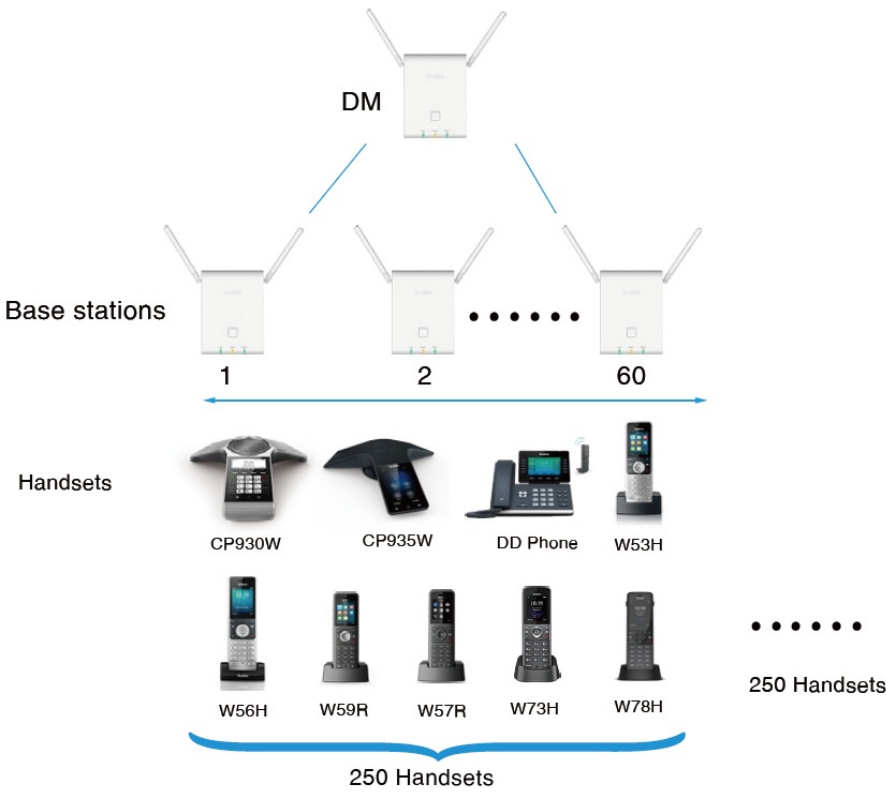 DM
Base stations
1 2 60
Handsets
CP930W CP935W DD Phone W53H
W56H W59R W57R W73H W78H
250 Handsets
250 Handsets